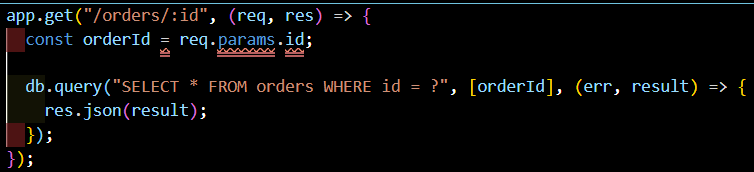 app.get("/orders/:id", (req, res) => {
  const orderId = req.params.id;

  db.query("SELECT * FROM orders WHERE id = ?", [orderId], (err, result) => {
    res.json(result);
  });
});